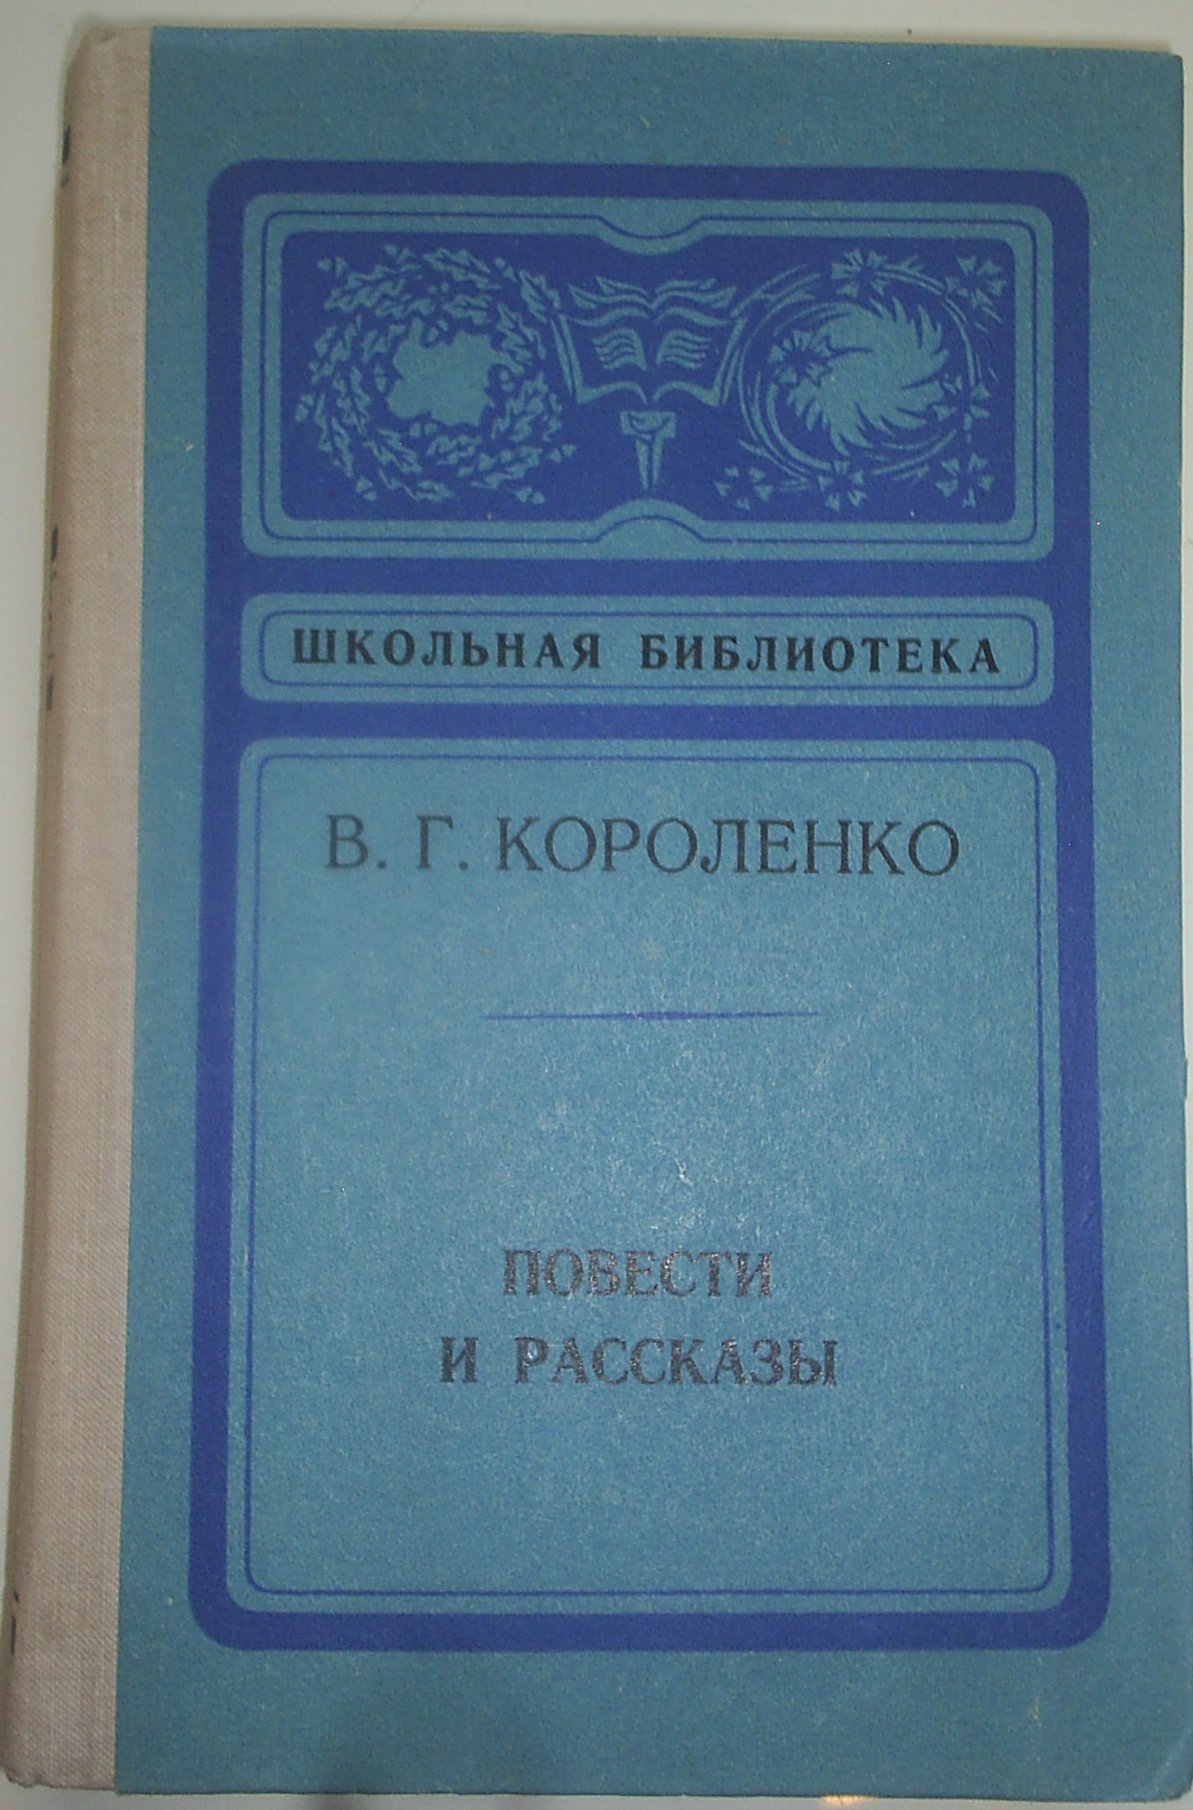 ШКОЛЬНАЯ БИБЛИОТЕКА
В. Г. КОРОЛЕНКО
ПОВЕСТИ
И РАССКАЗЫ